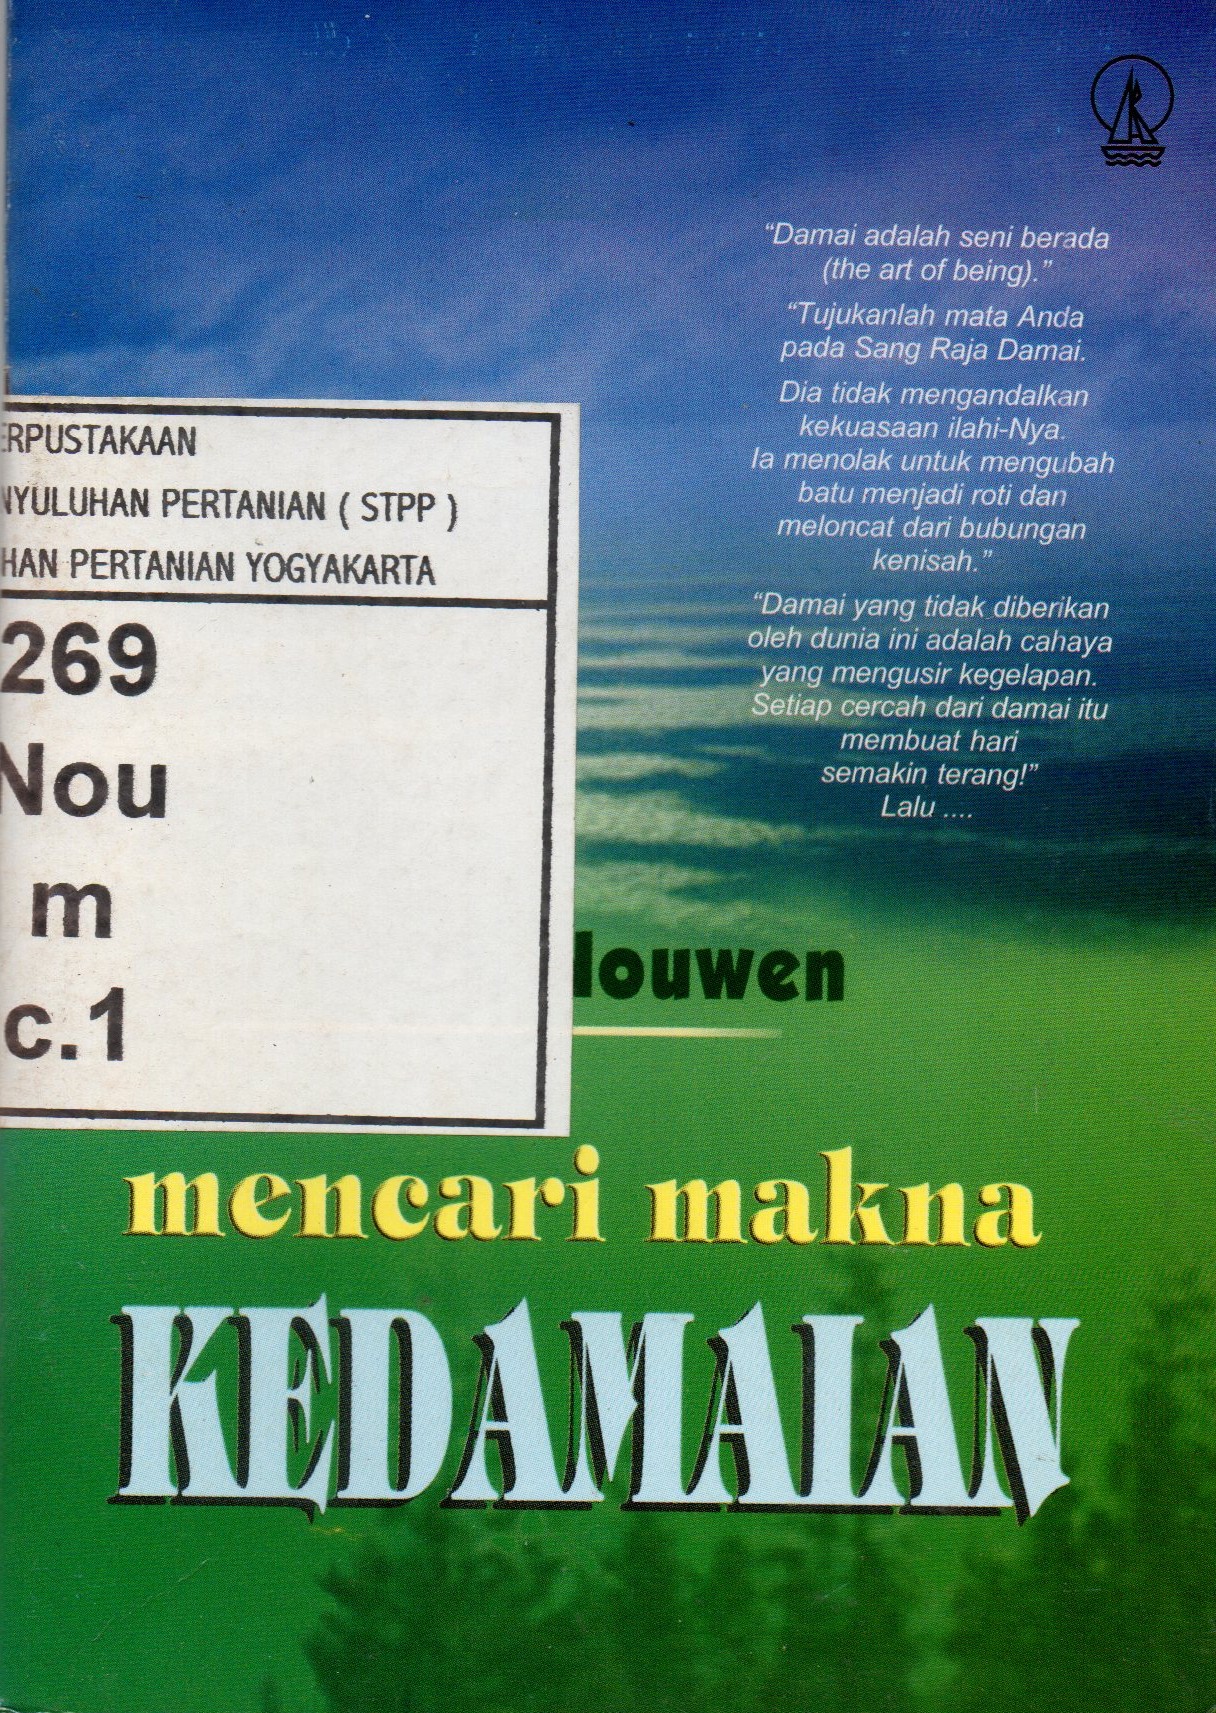 "Damai adalah seni berada
(the art of being)."
"Tujukanlah mata Anda
pada Sang Raja Damai.
Dia tidak mengandalkan
kekuasaan ilahi-Nya.
Ia menolak untuk mengubah
batu menjadi roti dan
meloncat dari bubungan
kenisah."
"Damai yang tidak diberikan
oleh dunia ini adalah cahaya
yang mengusir kegelapan.
Setiap cercah dari damai itu
membuat hari
semakin terang!"
Lalu ....
ERPUSTAKAAN
NYULUHAN PERTANIAN ( STPP )
HAN PERTANIAN YOGYAKARTA
269
Nou
m
c.1
louwen
mencari makna
KEDAMAIAN